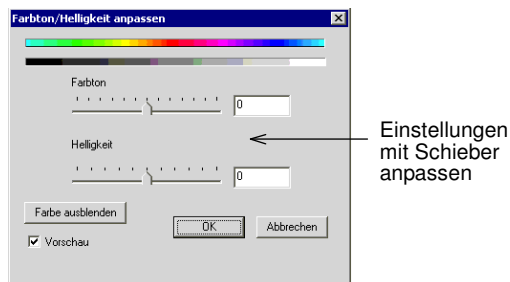 Farbton/Helligkeit anpassen
Farbton
0
Helligkeit
0
Farbe ausblenden
OK
Abbrechen
Vorschau
Einstellungen
mit Schieber
anpassen